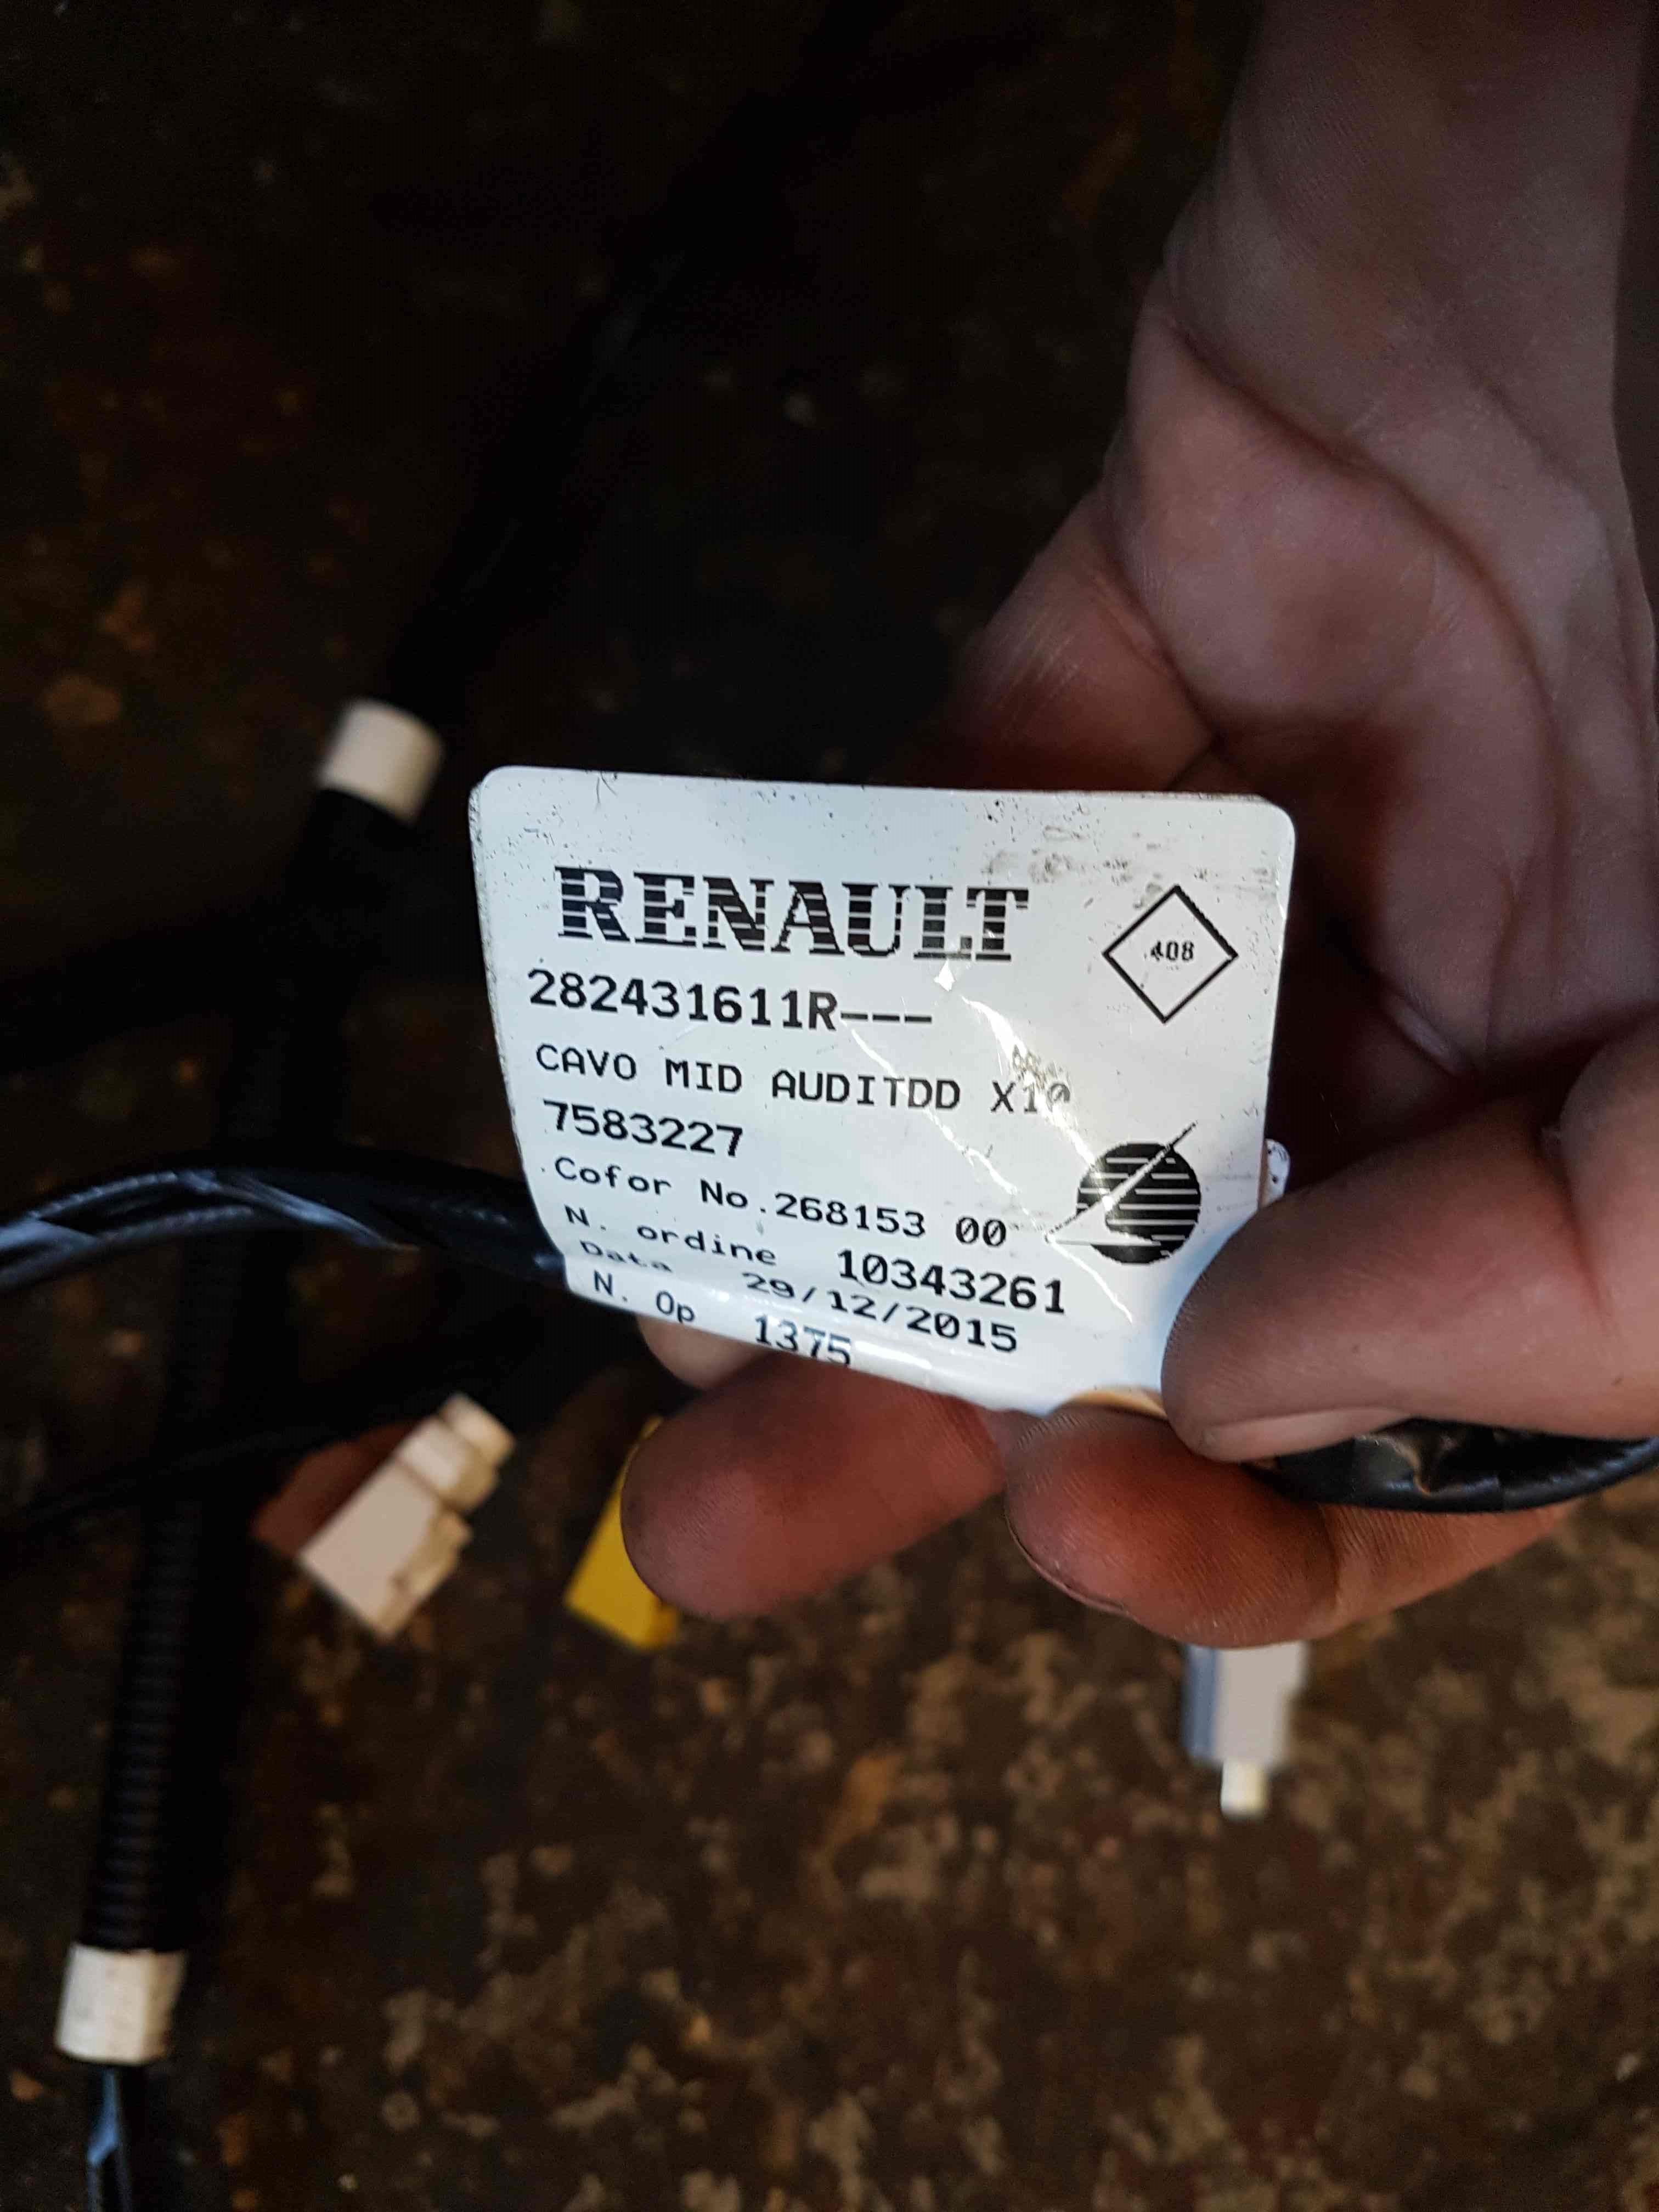 RENAULT
408
282431611R---
CAVO MID AUDITDD X10
7583227
Cofor No.268153 00
N. ordine 10343261
Data 29/12/2015
N. Op 1375